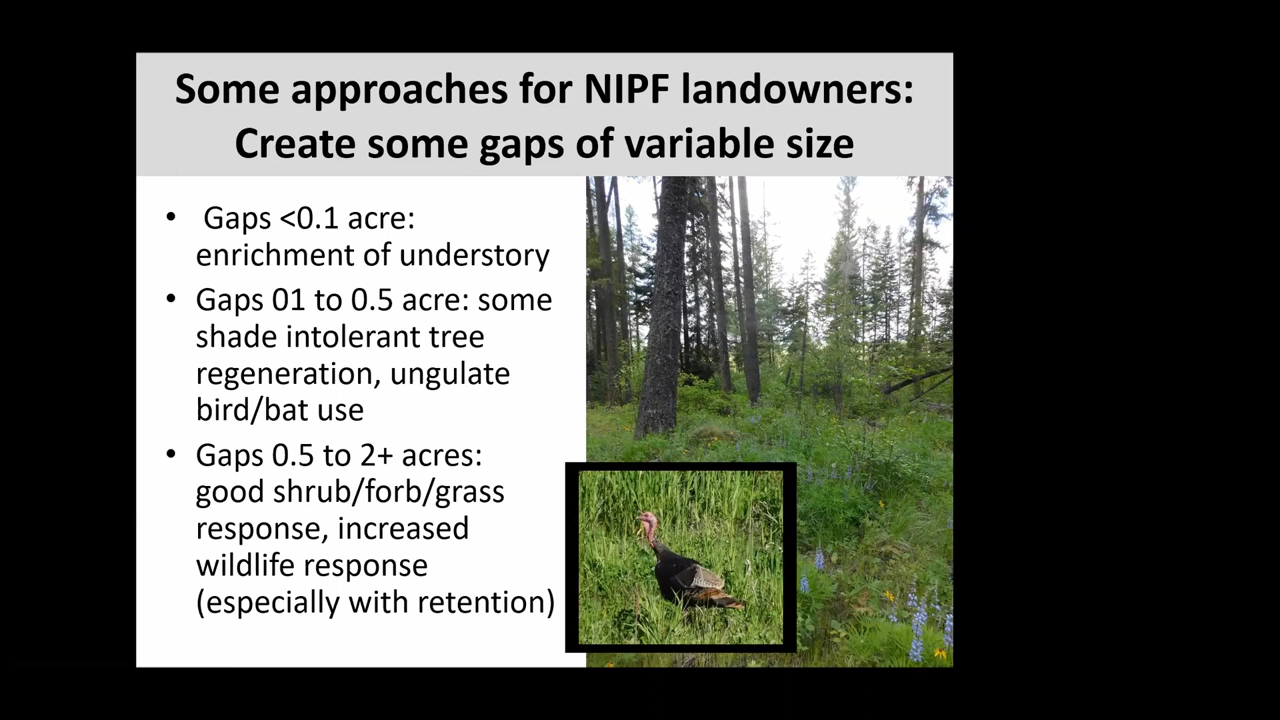 Some approaches for NIPF landowners:
Create some gaps of variable size
• Gaps <0.1 acre:
enrichment of understory
• Gaps 01 to 0.5 acre: some
shade intolerant tree
regeneration, ungulate
bird/bat use
• Gaps 0.5 to 2+ acres:
good shrub/forb/grass
response, increased
wildlife response
(especially with retention)